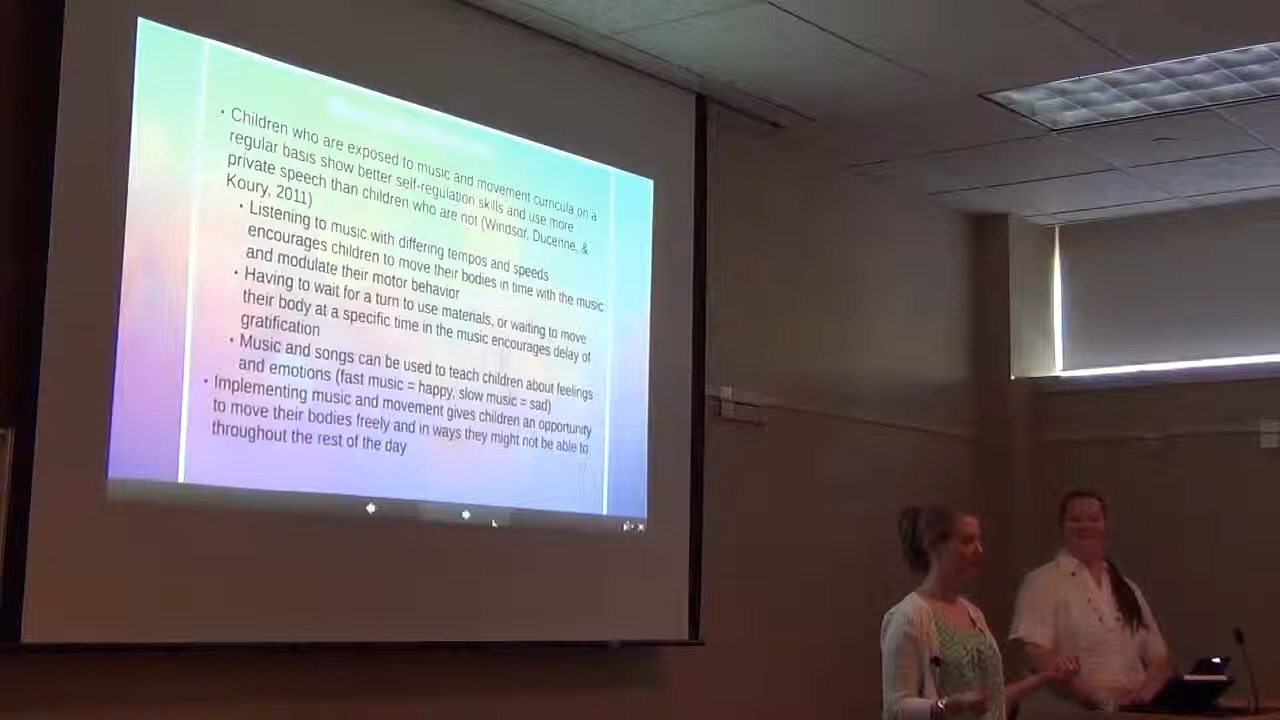 • Children who are exposed to music and movement curricula on a
regular basis show better self-regulation skills and use more
private speech than children who are not (Windsor, Ducenne, &
Koury, 2011)
• Listening to music with differing tempos and speeds
encourages children to move their bodies in time with the music
and modulate their motor behavior
• Having to wait for a turn to use materials, or waiting to move
their body at a specific time in the music encourages delay of
gratification
• Music and songs can be used to teach children about feelings
and emotions (fast music = happy, slow music = sad)
• Implementing music and movement gives children an opportunity
to move their bodies freely and in ways they might not be able to
throughout the rest of the day